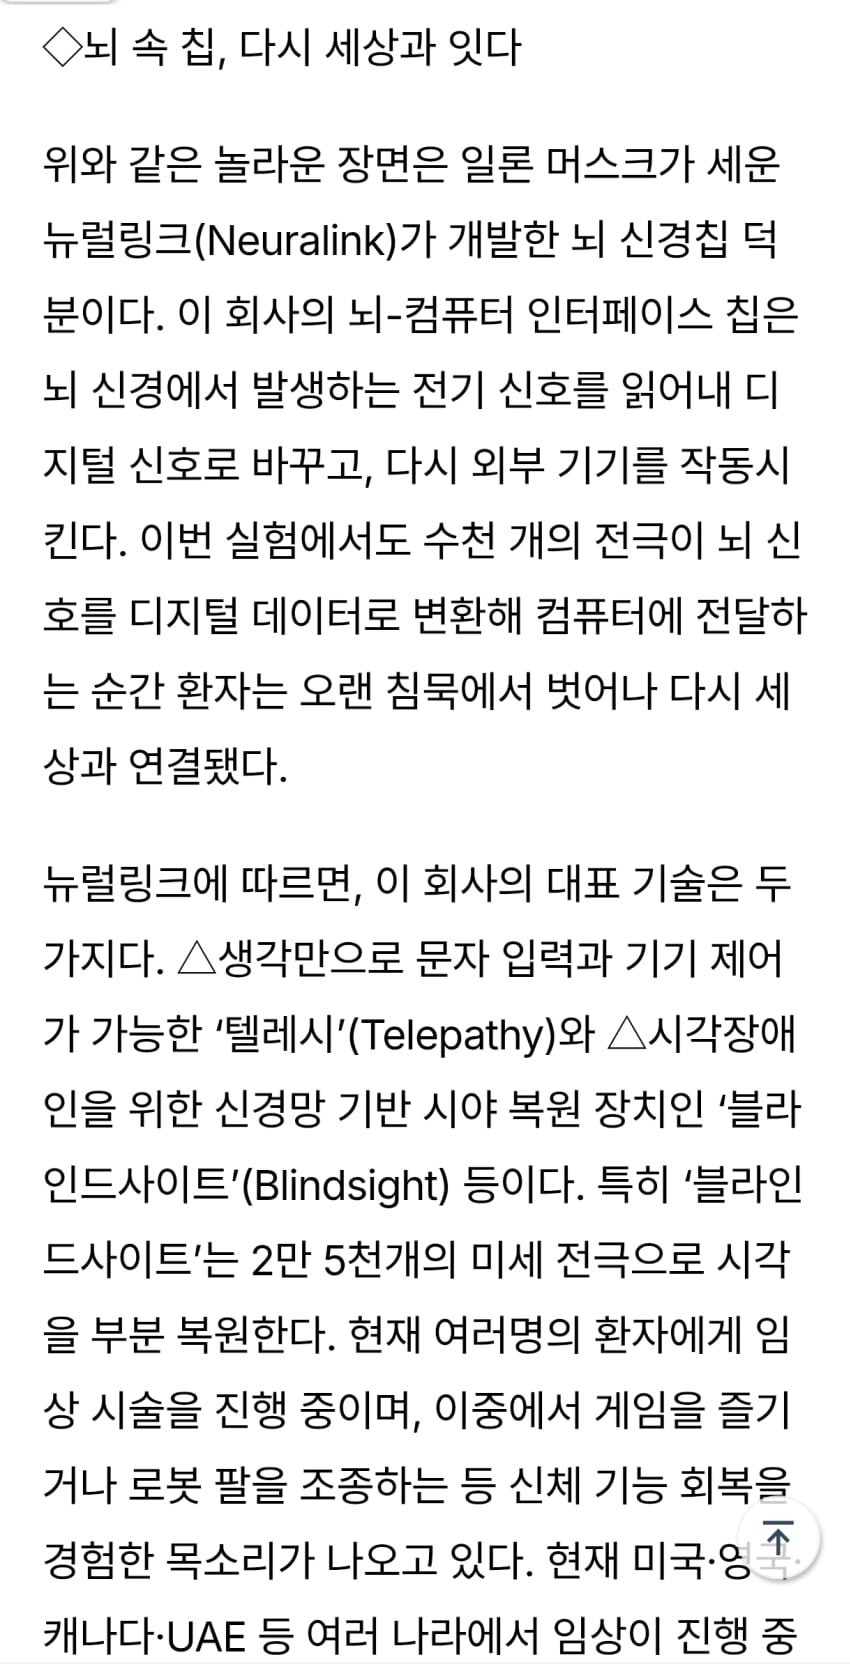 ◇뇌 속 칩, 다시 세상과 잇다
위와 같은 놀라운 장면은 일론 머스크가 세운
뉴럴링크(Neuralink)가 개발한 뇌 신경칩 덕
분이다. 이 회사의 뇌-컴퓨터 인터페이스 칩은
뇌 신경에서 발생하는 전기 신호를 읽어내 디
지털 신호로 바꾸고, 다시 외부 기기를 작동시
킨다. 이번 실험에서도 수천 개의 전극이 뇌 신
호를 디지털 데이터로 변환해 컴퓨터에 전달하
는 순간 환자는 오랜 침묵에서 벗어나 다시 세
상과 연결됐다.
뉴럴링크에 따르면, 이 회사의 대표 기술은 두
가지다. △생각만으로 문자 입력과 기기 제어
가 가능한 ‘텔레시’(Telepathy)와 △시각장애
인을 위한 신경망 기반 시야 복원 장치인 ‘블라
인드사이트’(Blindsight) 등이다. 특히 ‘블라인
드사이트’는 2만 5천개의 미세 전극으로 시각
을 부분 복원한다. 현재 여러명의 환자에게 임
상 시술을 진행 중이며, 이중에서 게임을 즐기
거나 로봇 팔을 조종하는 등 신체 기능 회복을
경험한 목소리가 나오고 있다. 현재 미국·영국·
캐나다·UAE 등 여러 나라에서 임상이 진행 중